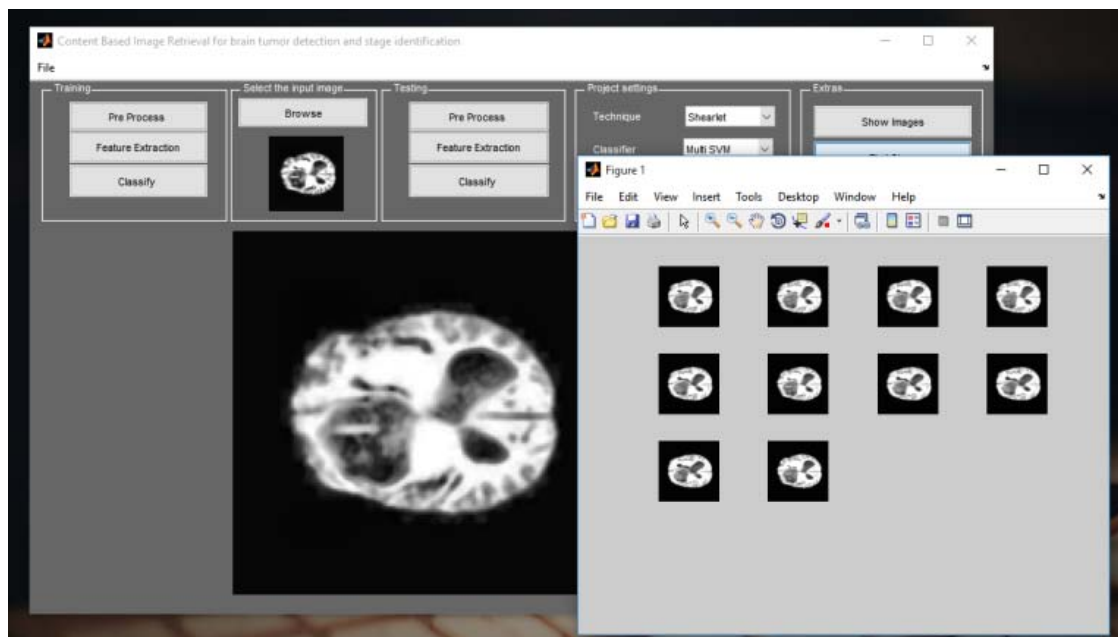 Content Based Image Retrieval for brain tumor detection and stage identification
File
Training
Select the input image
Testing
Project settings
Extras
Pre Process
Browse
Pre Process
Technique
Shearlet
Show Images
Feature Extraction
Feature Extraction
Classifier
Multi SVM
Classify
Classify
Figure 1
File Edit View Insert Tools Desktop Window Help